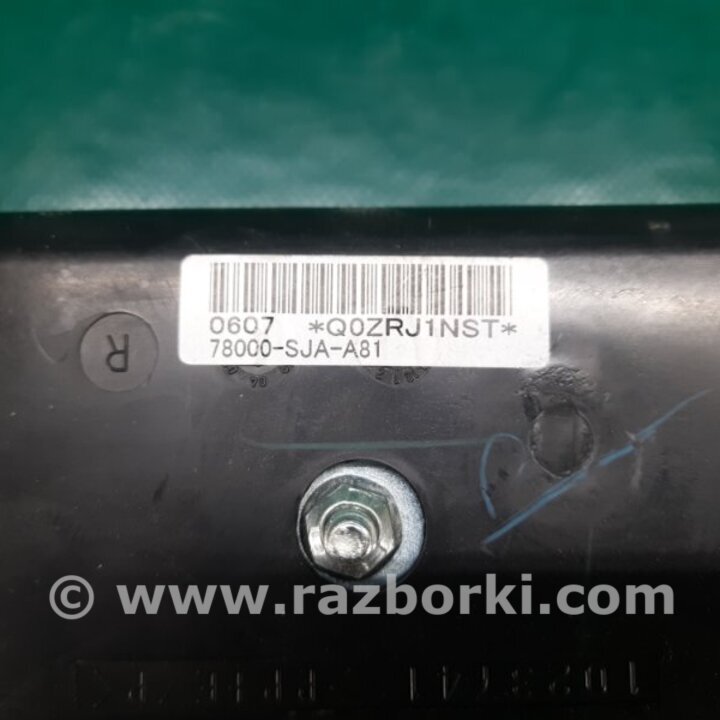 0607 *Q0ZRJ1NST*
78000-SJA-A81
R
© www.razborki.com